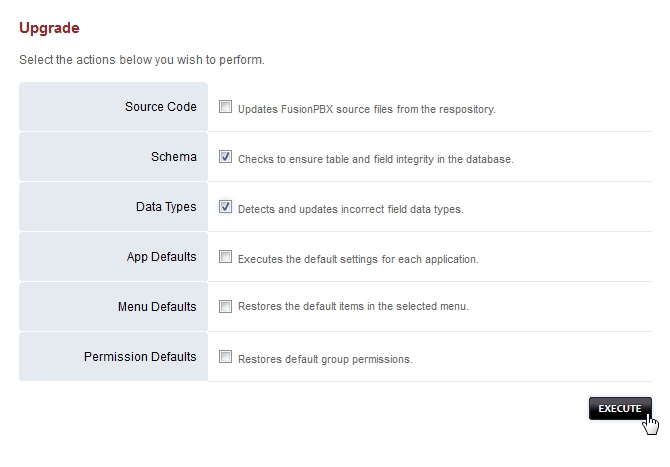 Upgrade
Select the actions below you wish to perform.
Source Code Updates FusionPBX source files from the respository.
Schema Checks to ensure table and field integrity in the database.
Data Types Detects and updates incorrect field data types.
App Defaults Executes the default settings for each application.
Menu Defaults Restores the default items in the selected menu.
Permission Defaults Restores default group permissions.
EXECUTE